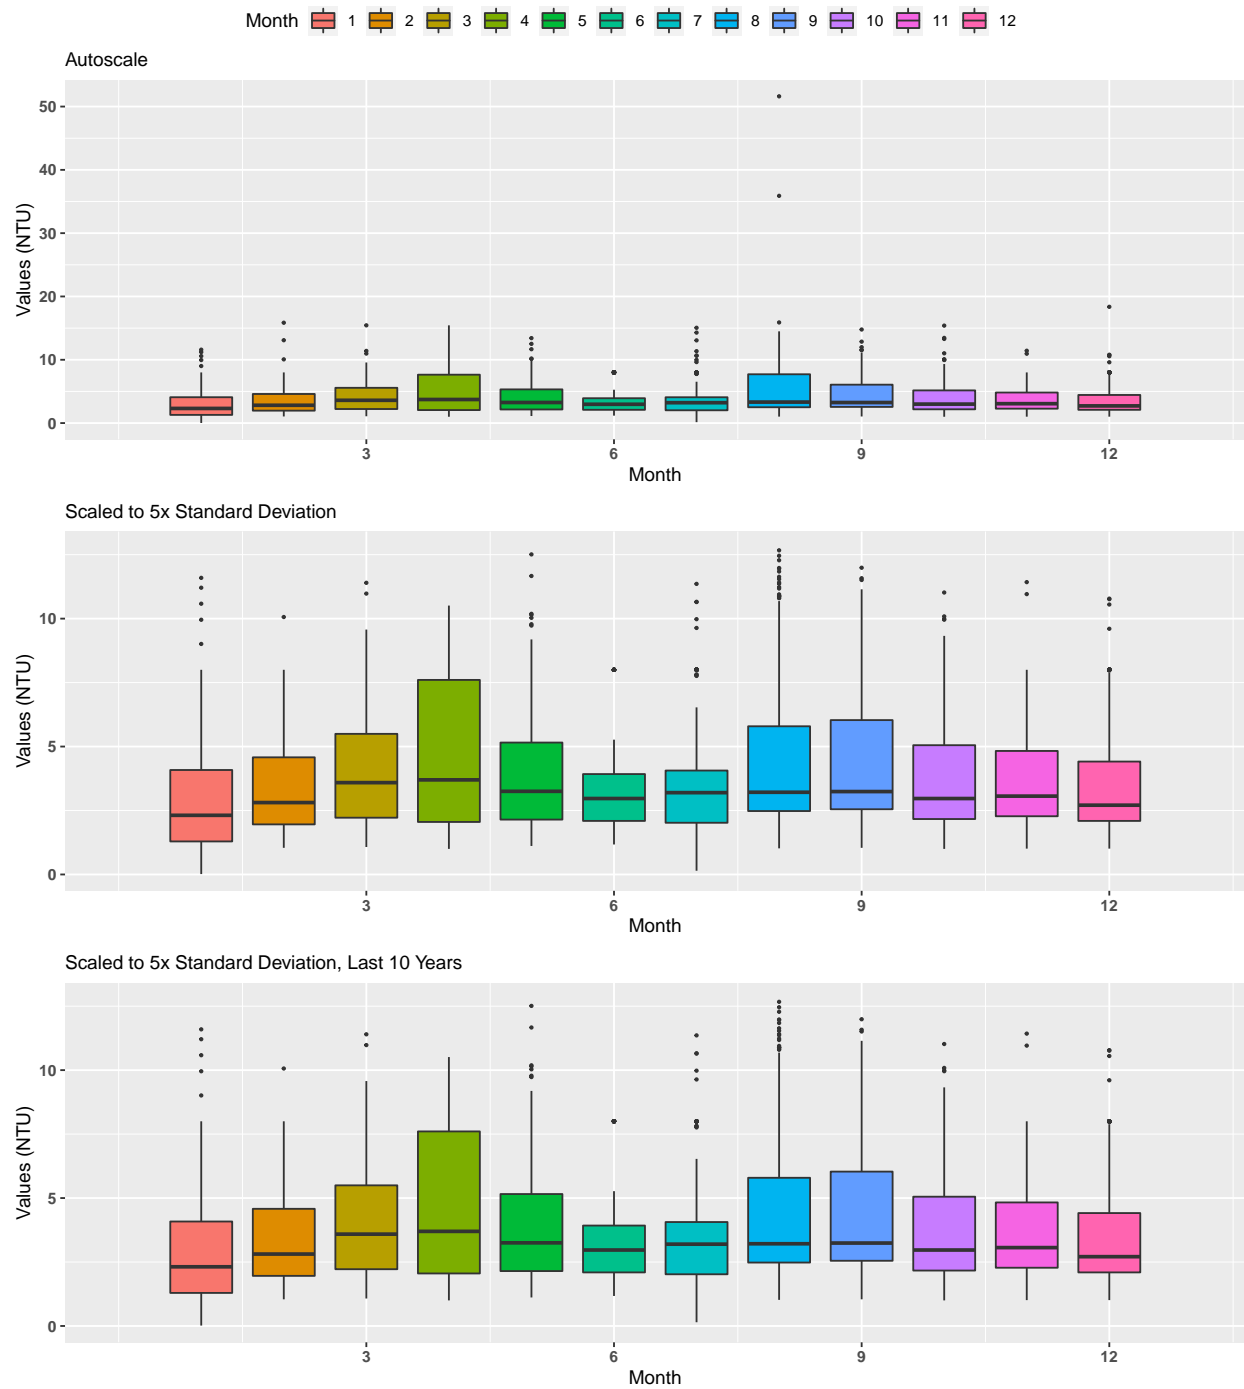 Month 1 2 3 4 5 6 7 8 9 10 11 12
Autoscale
Values (NTU)
50
40
30
20
10
0
3 6 9 12
Month
Scaled to 5x Standard Deviation
Values (NTU)
10
5
0
3 6 9 12
Month
Scaled to 5x Standard Deviation, Last 10 Years
Values (NTU)
10
5
0
3 6 9 12
Month